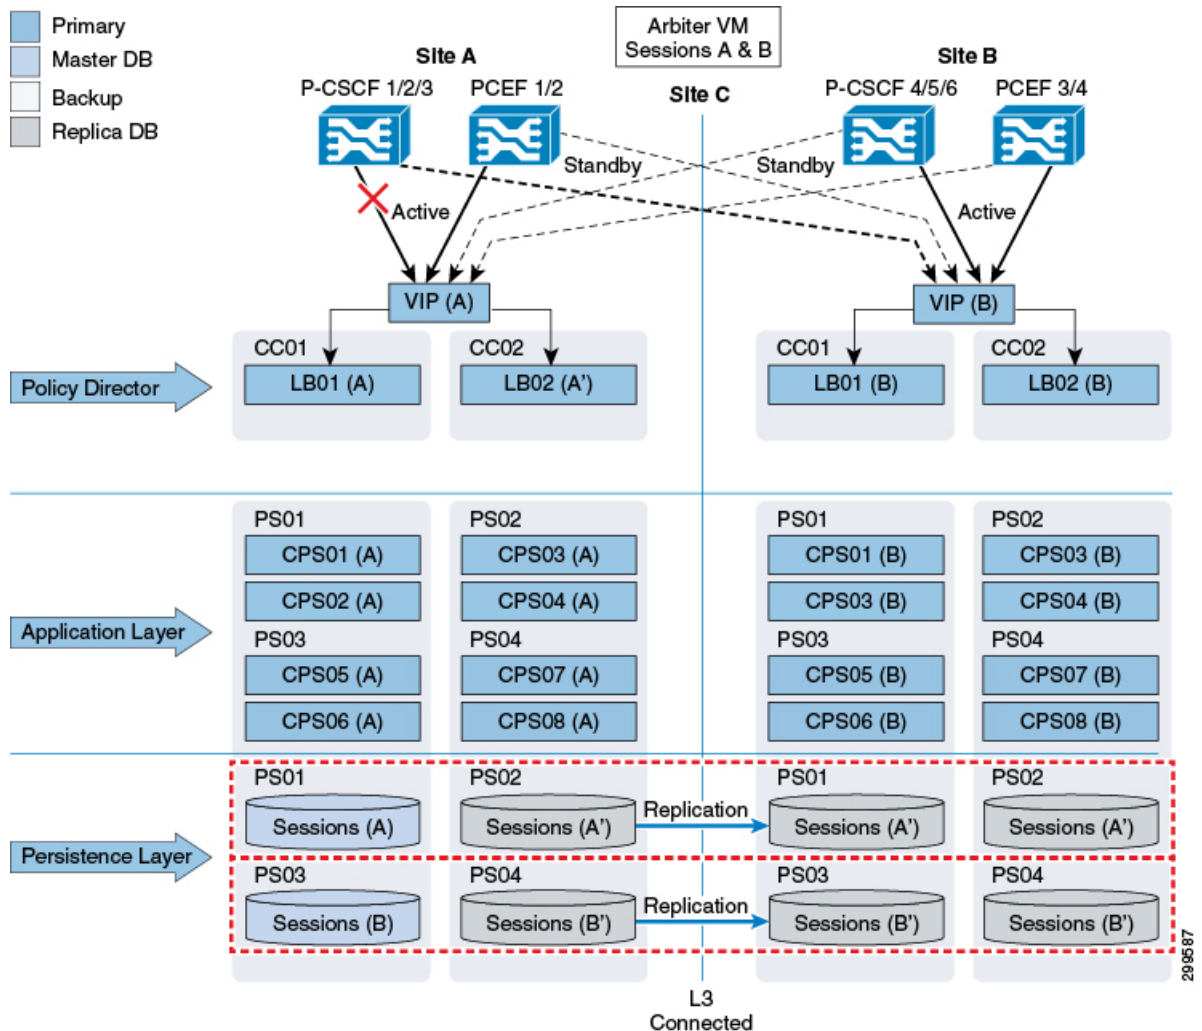 Primary
Master DB
Backup
Replica DB
Arbiter VM
Sessions A & B
Site A
Site C
Site B
P-CSCF 1/2/3
PCEF 1/2
P-CSCF 4/5/6
PCEF 3/4
Standby
Standby
Active
Active
VIP (A)
VIP (B)
Policy Director
CC01
LB01 (A)
CC02
LB02 (A')
CC01
LB01 (B)
CC02
LB02 (B)
Application Layer
PS01
CPS01 (A)
CPS02 (A)
PS02
CPS03 (A)
CPS04 (A)
PS01
CPS01 (B)
CPS03 (B)
PS02
CPS03 (B)
CPS04 (B)
PS03
CPS05 (A)
CPS06 (A)
PS04
CPS07 (A)
CPS08 (A)
PS03
CPS05 (B)
CPS06 (B)
PS04
CPS07 (B)
CPS08 (B)
Persistence Layer
PS01
Sessions (A)
PS02
Sessions (A')
Replication
PS01
Sessions (A')
PS02
Sessions (A')
PS03
Sessions (B)
PS04
Sessions (B')
Replication
PS03
Sessions (B')
PS04
Sessions (B')
L3
Connected
299587